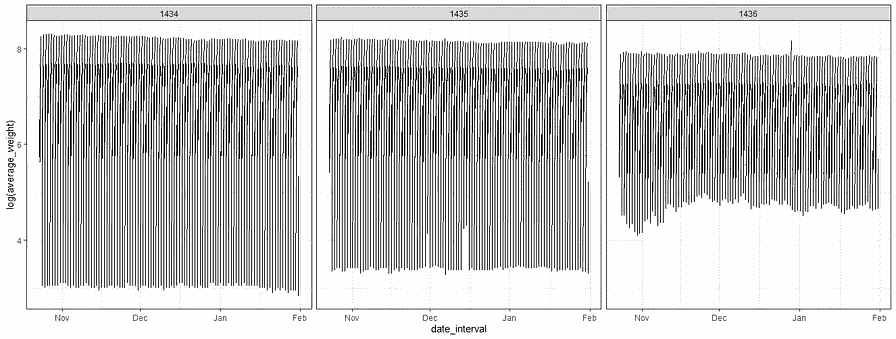 1434 1435 1436
log(average_weight)
8
6
4
Nov Dec Jan Feb Nov Dec Jan Feb Nov Dec Jan Feb
date_interval